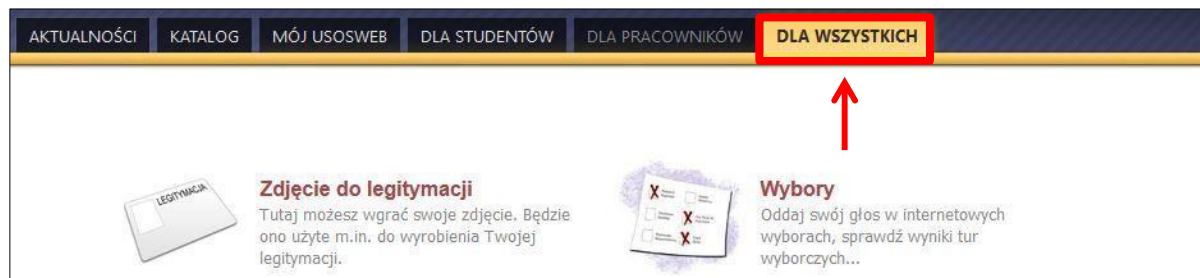 AKTUALNOŚCI KATALOG MÓJ USOSWEB DLA STUDENTÓW DLA PRACOWNIKÓW DLA WSZYSTKICH
LEGITYMACJA
Zdjęcie do legitymacji
Tutaj możesz wgrać swoje zdjęcie. Będzie
ono użyte m.in. do wyrobienia Twojej
legitymacji.
Wybory
Oddaj swój głos w internetowych
wyborach, sprawdź wyniki tur
wyborczych...